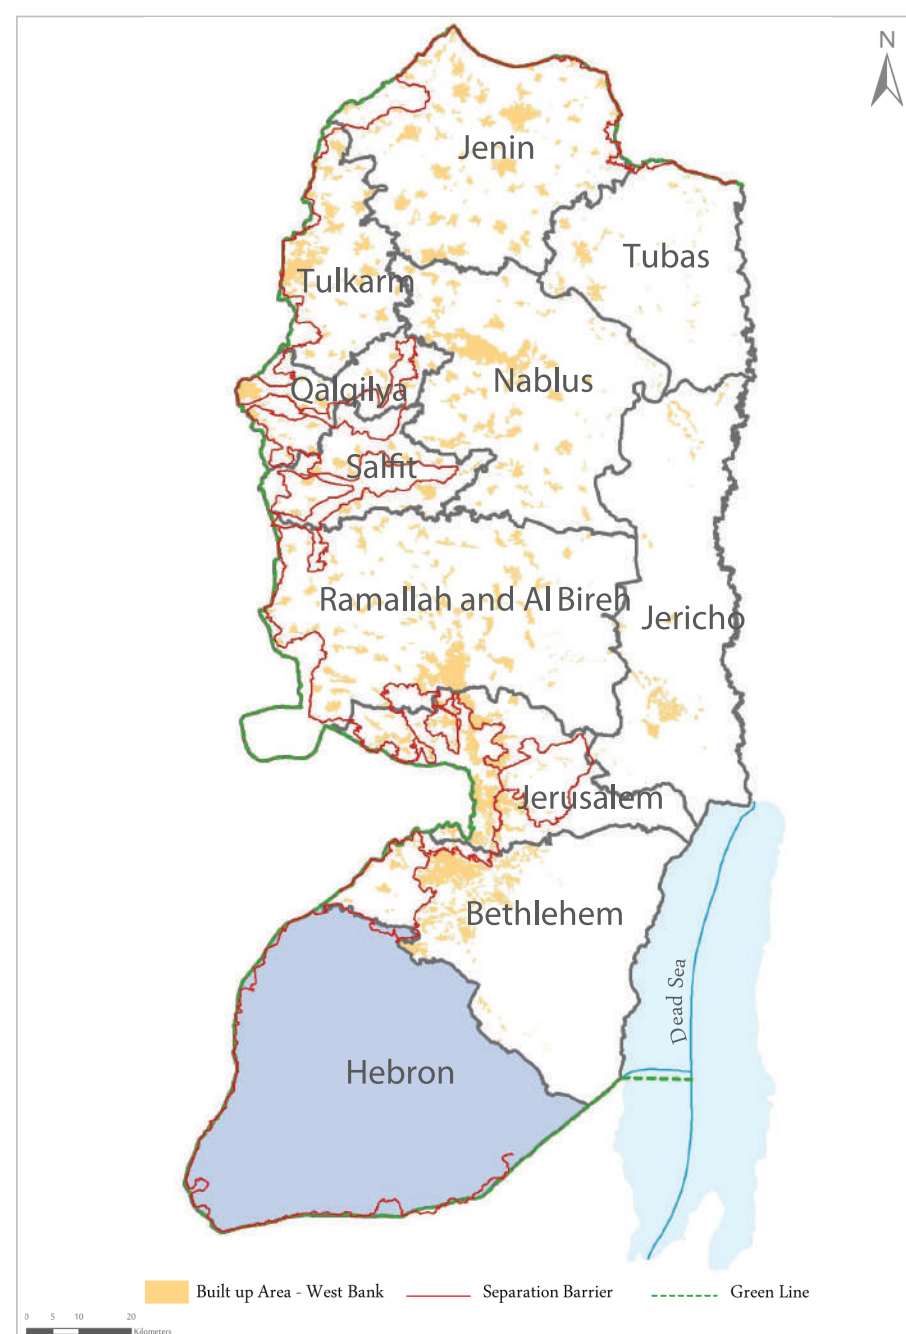 N
Jenin
Tubas
Tulkarm
Nablus
Qalqilya
Salfit
Ramallah and Al Bireh
Jericho
Jerusalem
Bethlehem
Dead Sea
Hebron
Built up Area - West Bank
Separation Barrier
Green Line
0 5 10 20
Kilometers